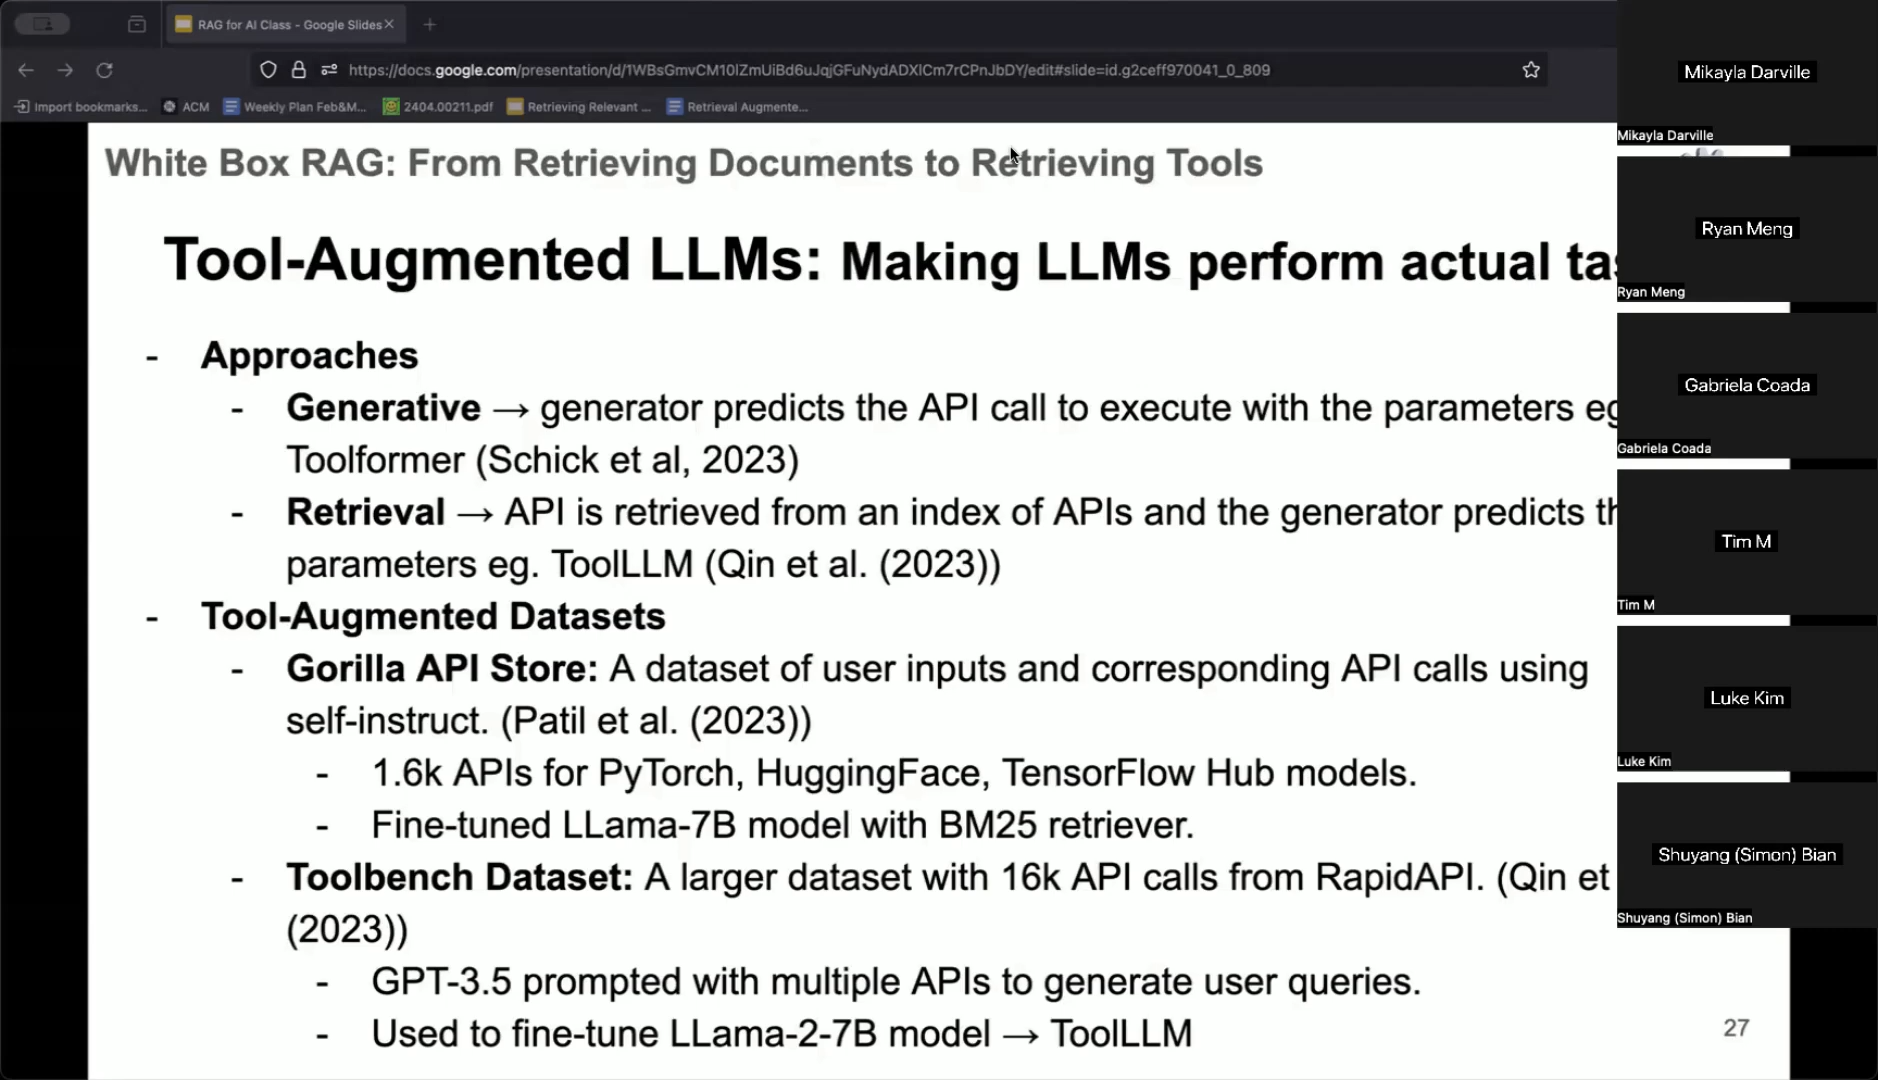 RAG for AI Class - Google Slides
https://docs.google.com/presentation/d/1WBsGmvCM10lZmUiBd6uJqjGFuNydADXlCm7rCPnJbDY/edit#slide=id.g2ceff970041_0_809
Import bookmarks... ACM Weekly Plan Feb&M... 2404.00211.pdf Retrieving Relevant ... Retrieval Augmente...
White Box RAG: From Retrieving Documents to Retrieving Tools
Tool-Augmented LLMs: Making LLMs perform actual
- Approaches
- Generative → generator predicts the API call to execute with the parameters eg
Toolformer (Schick et al, 2023)
- Retrieval → API is retrieved from an index of APIs and the generator predicts
parameters eg. ToolLLM (Qin et al. (2023))
- Tool-Augmented Datasets
- Gorilla API Store: A dataset of user inputs and corresponding API calls using
self-instruct. (Patil et al. (2023))
- 1.6k APIs for PyTorch, HuggingFace, TensorFlow Hub models.
- Fine-tuned LLama-7B model with BM25 retriever.
- Toolbench Dataset: A larger dataset with 16k API calls from RapidAPI. (Qin et
(2023))
- GPT-3.5 prompted with multiple APIs to generate user queries.
- Used to fine-tune LLama-2-7B model → ToolLLM
27
Mikayla Darville
Mikayla Darville
Ryan Meng
Ryan Meng
Gabriela Coada
Gabriela Coada
Tim M
Tim M
Luke Kim
Luke Kim
Shuyang (Simon) Bian
Shuyang (Simon) Bian